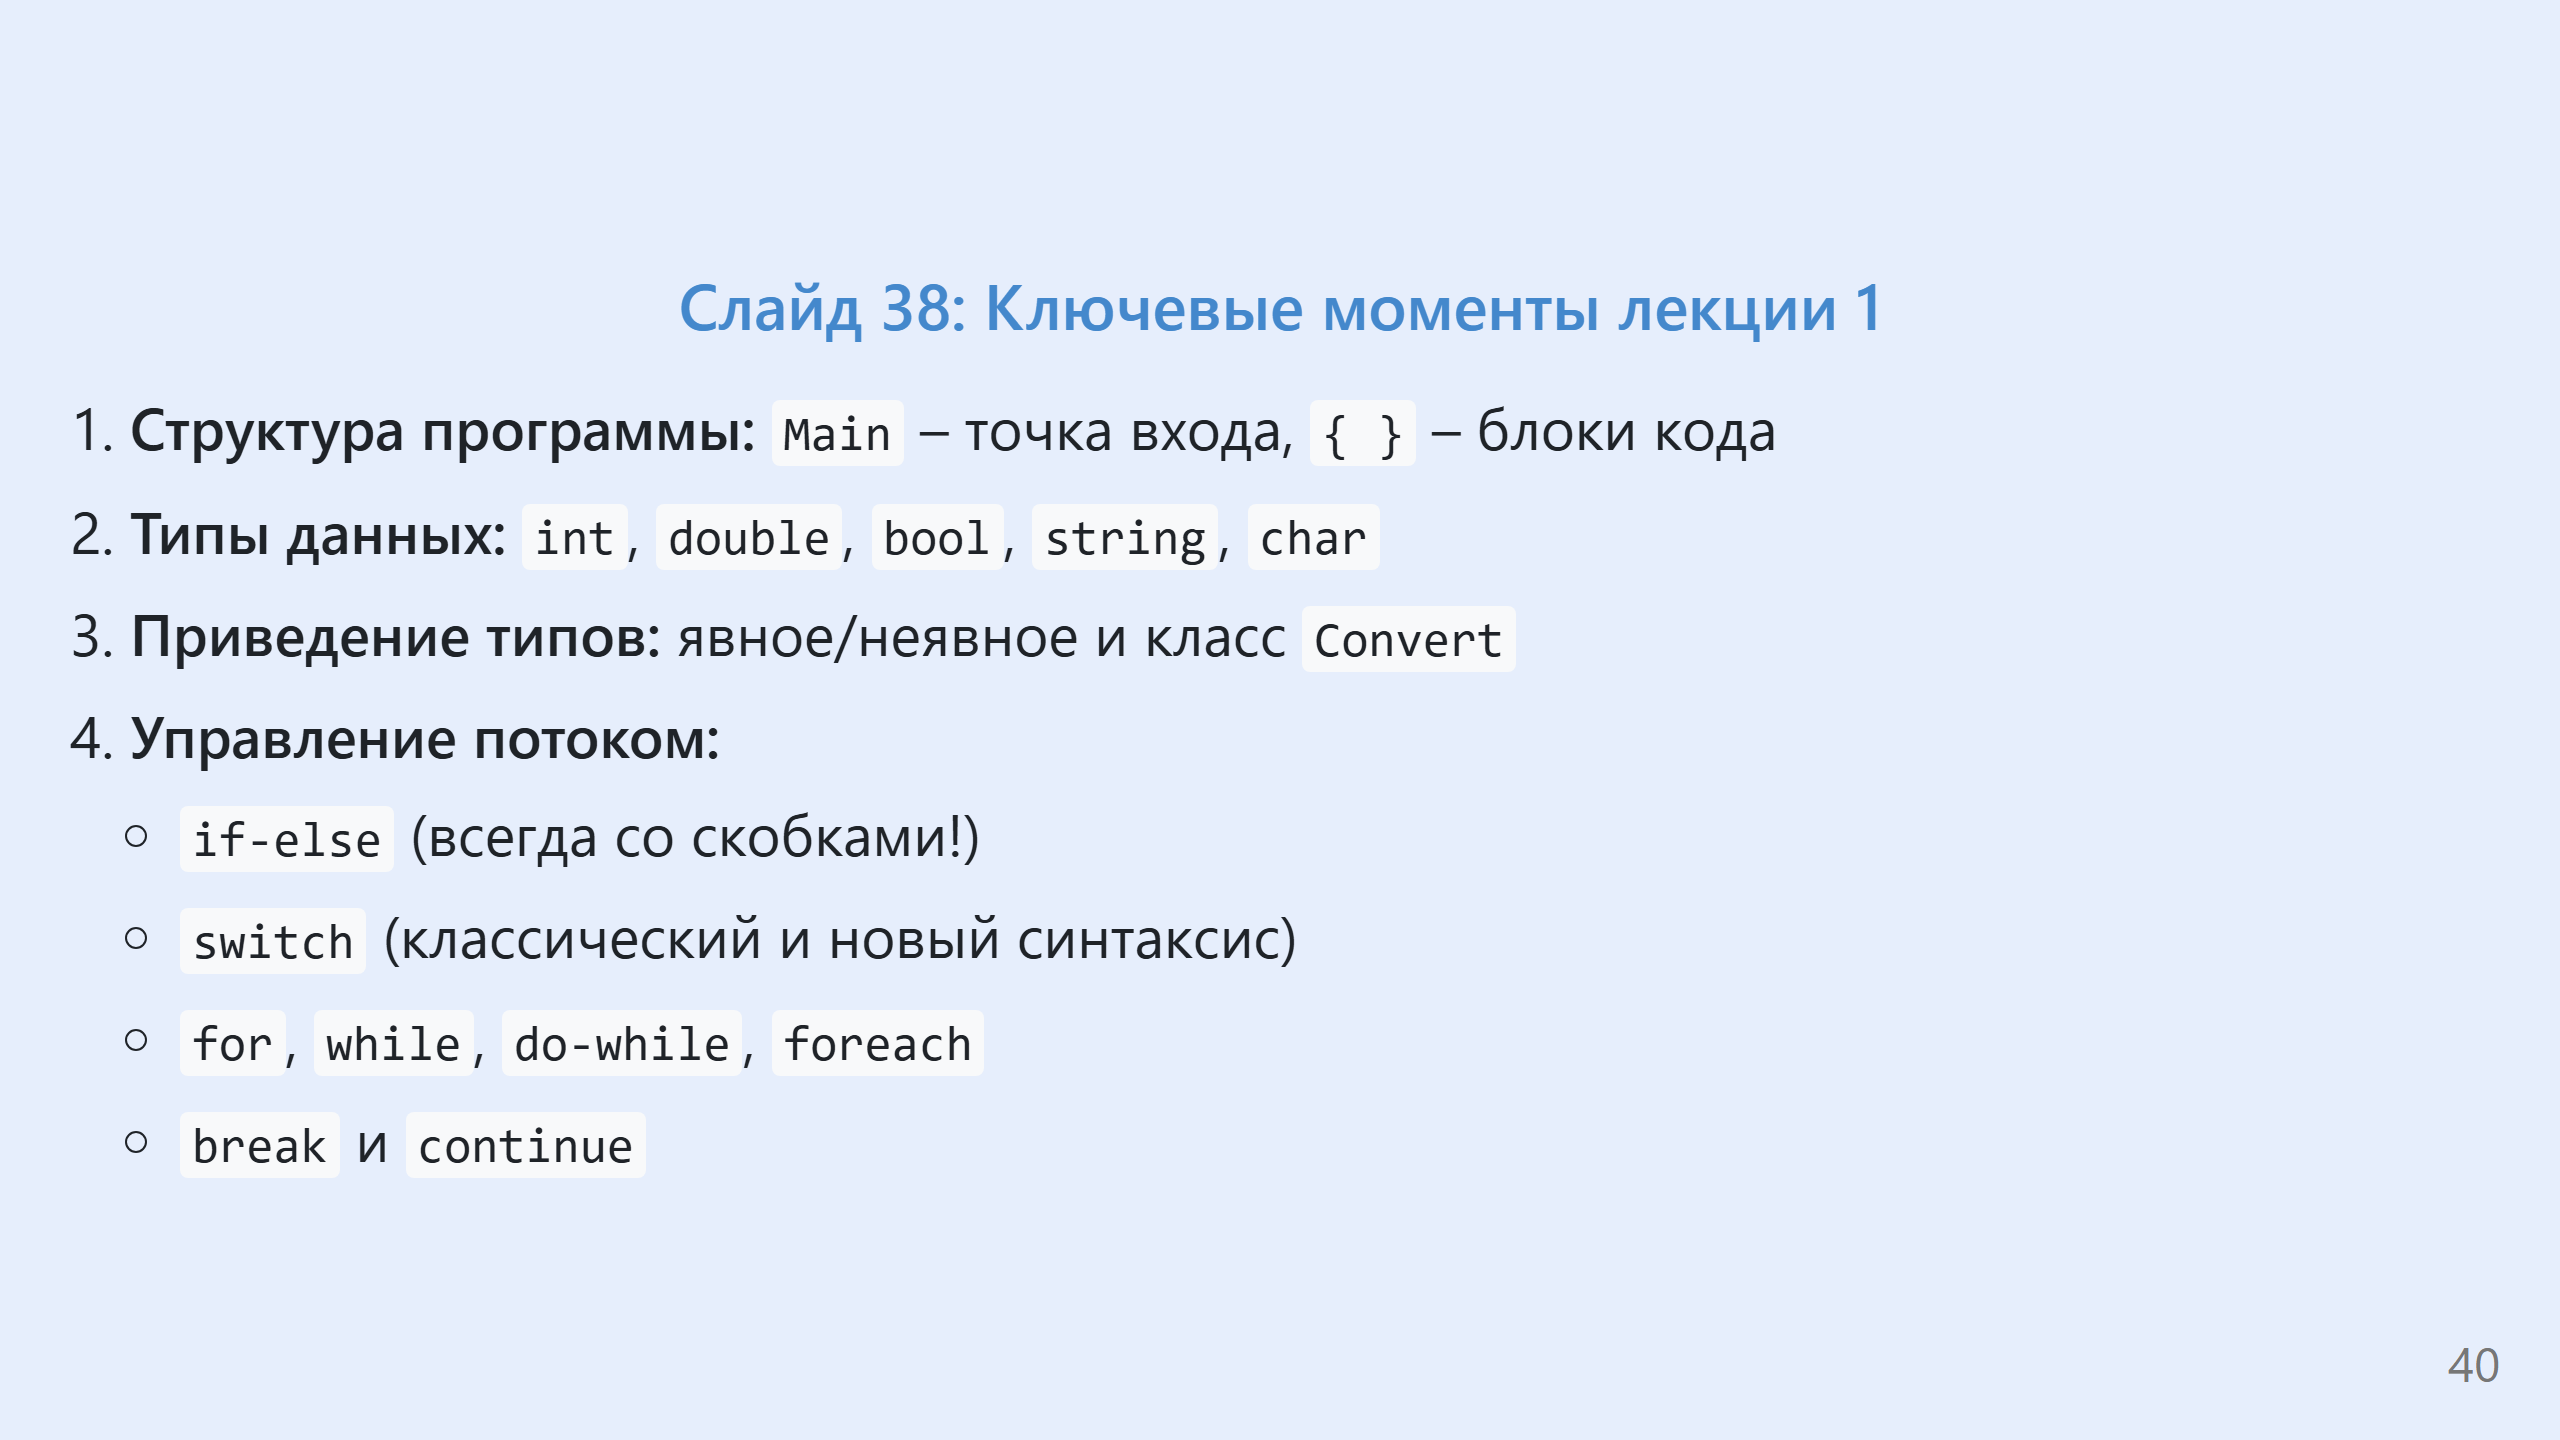 Слайд 38: Ключевые моменты лекции 1
1. Структура программы: Main – точка входа, { } – блоки кода
2. Типы данных: int, double, bool, string, char
3. Приведение типов: явное/неявное и класс Convert
4. Управление потоком:
○ if-else (всегда со скобками!)
○ switch (классический и новый синтаксис)
○ for, while, do-while, foreach
○ break и continue
40